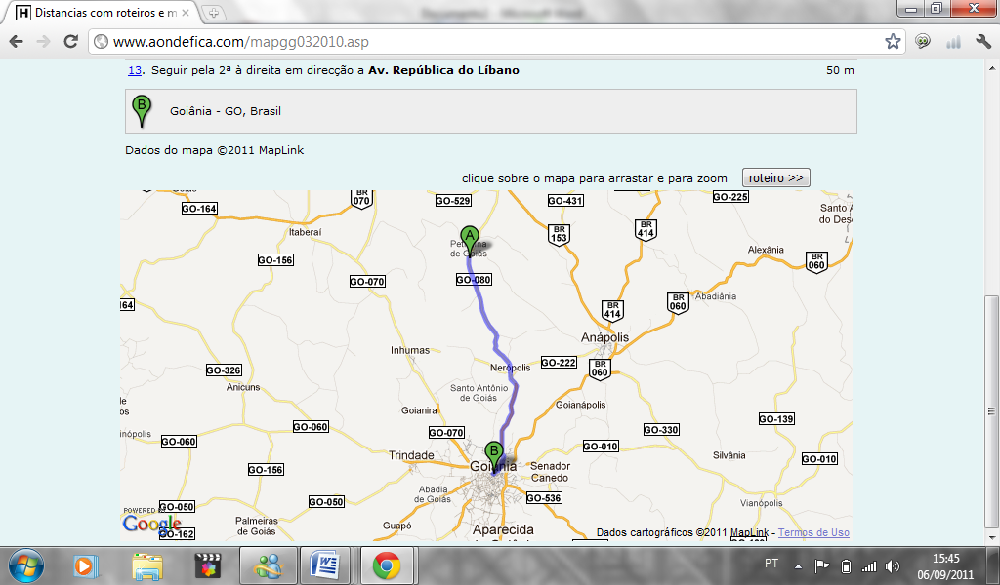 Distancias com roteiros e m
www.aondefica.com/mapgg032010.asp
13. Seguir pela 2ª à direita em direcção a Av. República do Líbano 50 m
B Goiânia - GO, Brasil
Dados do mapa ©2011 MapLink
clique sobre o mapa para arrastar e para zoom roteiro >>
BR 070
GO-529
GO-431
GO-225
GO-164
Santo A
do Des
Itaberaí
A
BR 153
BR 414
de Goiás
Alexânia
BR 060
GO-156
GO-070
GO-080
Abadiânia
BR 060
64
BR 414
Anápolis
Inhumas
GO-222
BR 060
Nerópolis
GO-326
Anicuns
Santo Antônio
de Goiás
Goianápolis
Goianira
GO-139
GO-060
GO-070
GO-330
inópolis
GO-060
GO-010
B
Trindade
Goiânia
Silvânia
GO-010
GO-156
Senador
Canedo
Abadia
de Goiás
GO-536
GO-050
GO-050
Vianópolis
POWERED BY
Google
GO-162
Palmeiras
de Goiás
Guapó
Aparecida
Dados cartográficos ©2011 MapLink - Termos de Uso
PT
15:45
06/09/2011